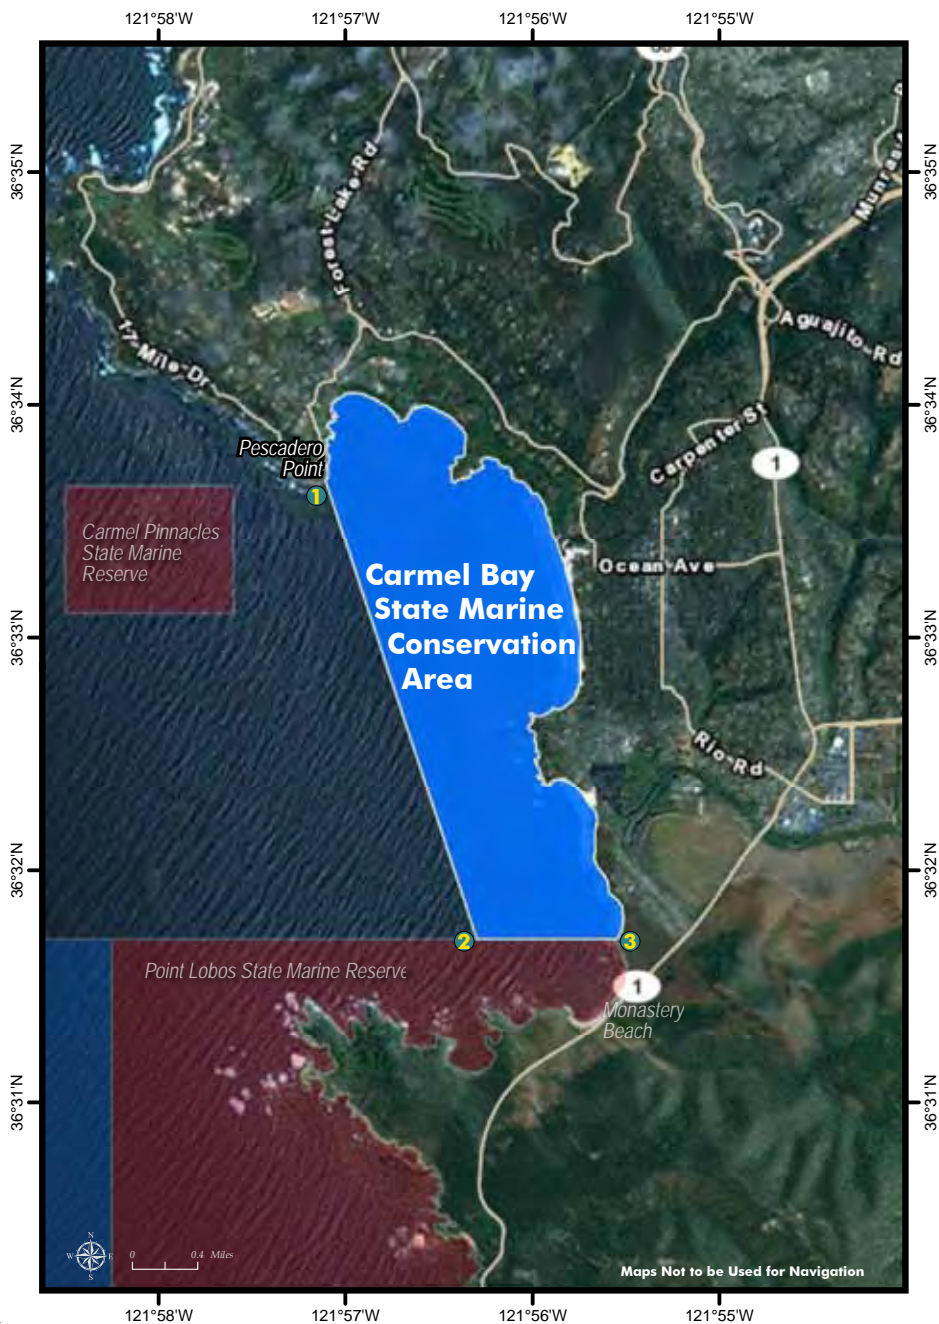 121°58'W 121°57'W 121°56'W 121°55'W
36°35'N
36°35'N
Forest-Lake-Rd
17-Mile-Dr
Aguajito-Rd
36°34'N
36°34'N
Carpenter St
1
Pescadero
Point
1
Carmel Pinnacles
State Marine
Reserve
Ocean Ave
Carmel Bay
State Marine
Conservation
Area
36°33'N
36°33'N
Rio-Rd
36°32'N
36°32'N
2
3
Point Lobos State Marine Reserve
1
Monastery
Beach
36°31'N
36°31'N
N
W E
S
0 0.4 Miles
Maps Not to be Used for Navigation
121°58'W 121°57'W 121°56'W 121°55'W